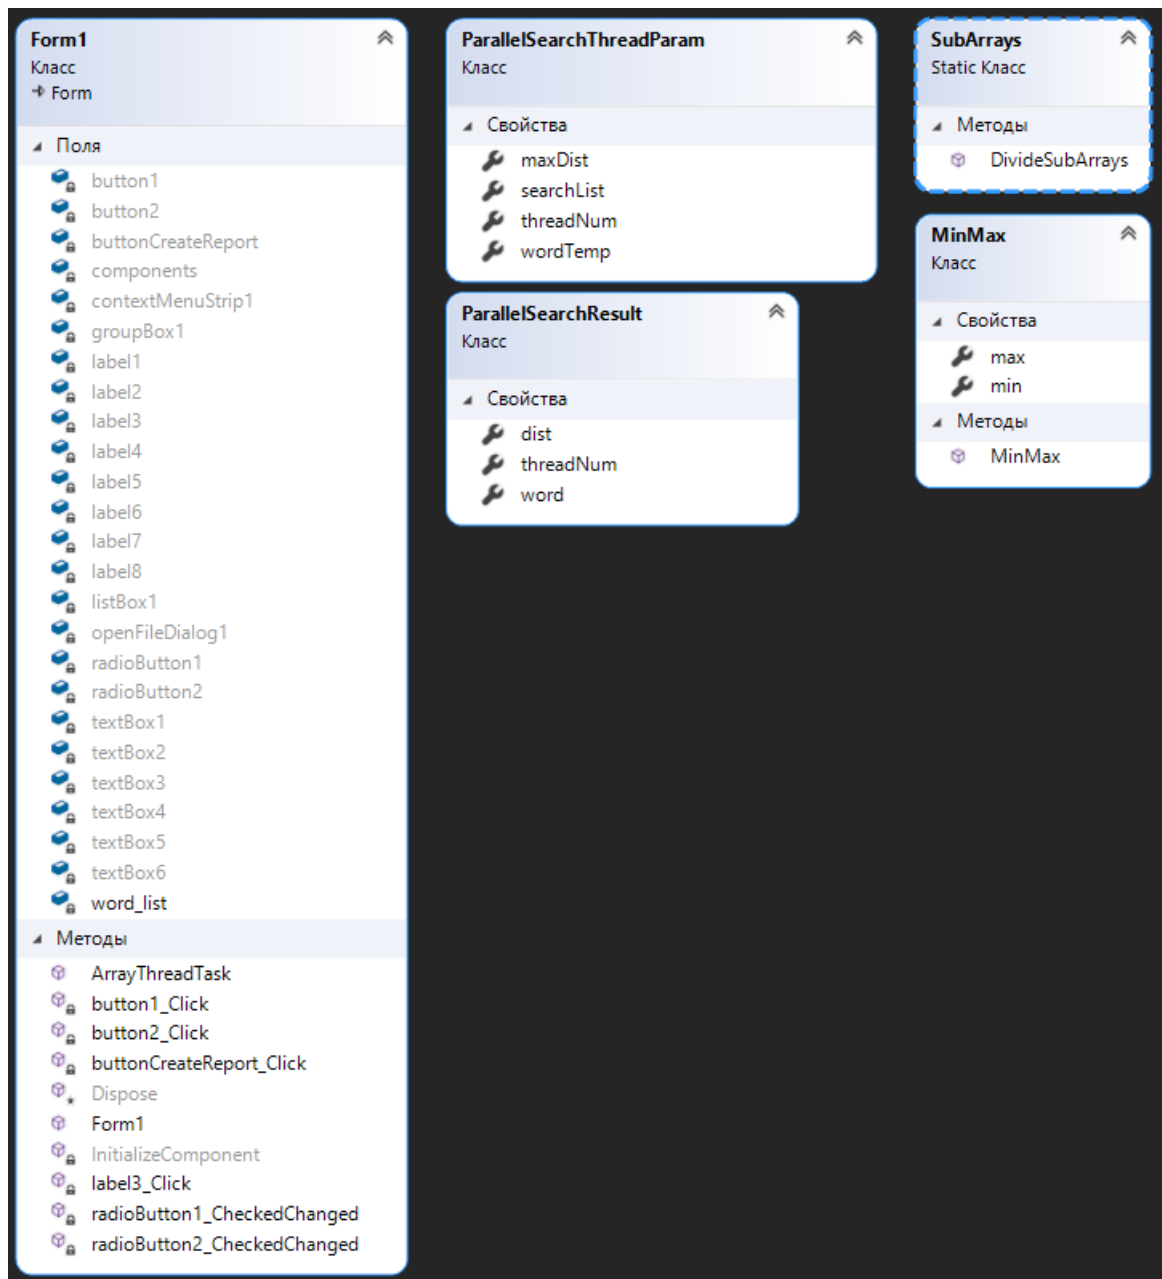 Form1
Класс
Form
Поля
button1
button2
buttonCreateReport
components
contextMenuStrip1
groupBox1
label1
label2
label3
label4
label5
label6
label7
label8
listBox1
openFileDialog1
radioButton1
radioButton2
textBox1
textBox2
textBox3
textBox4
textBox5
textBox6
word_list
Методы
ArrayThreadTask
button1_Click
button2_Click
buttonCreateReport_Click
Dispose
Form1
InitializeComponent
label3_Click
radioButton1_CheckedChanged
radioButton2_CheckedChanged
ParallelSearchThreadParam
Класс
Свойства
maxDist
searchList
threadNum
wordTemp
ParallelSearchResult
Класс
Свойства
dist
threadNum
word
SubArrays
Static Класс
Методы
DivideSubArrays
MinMax
Класс
Свойства
max
min
Методы
MinMax